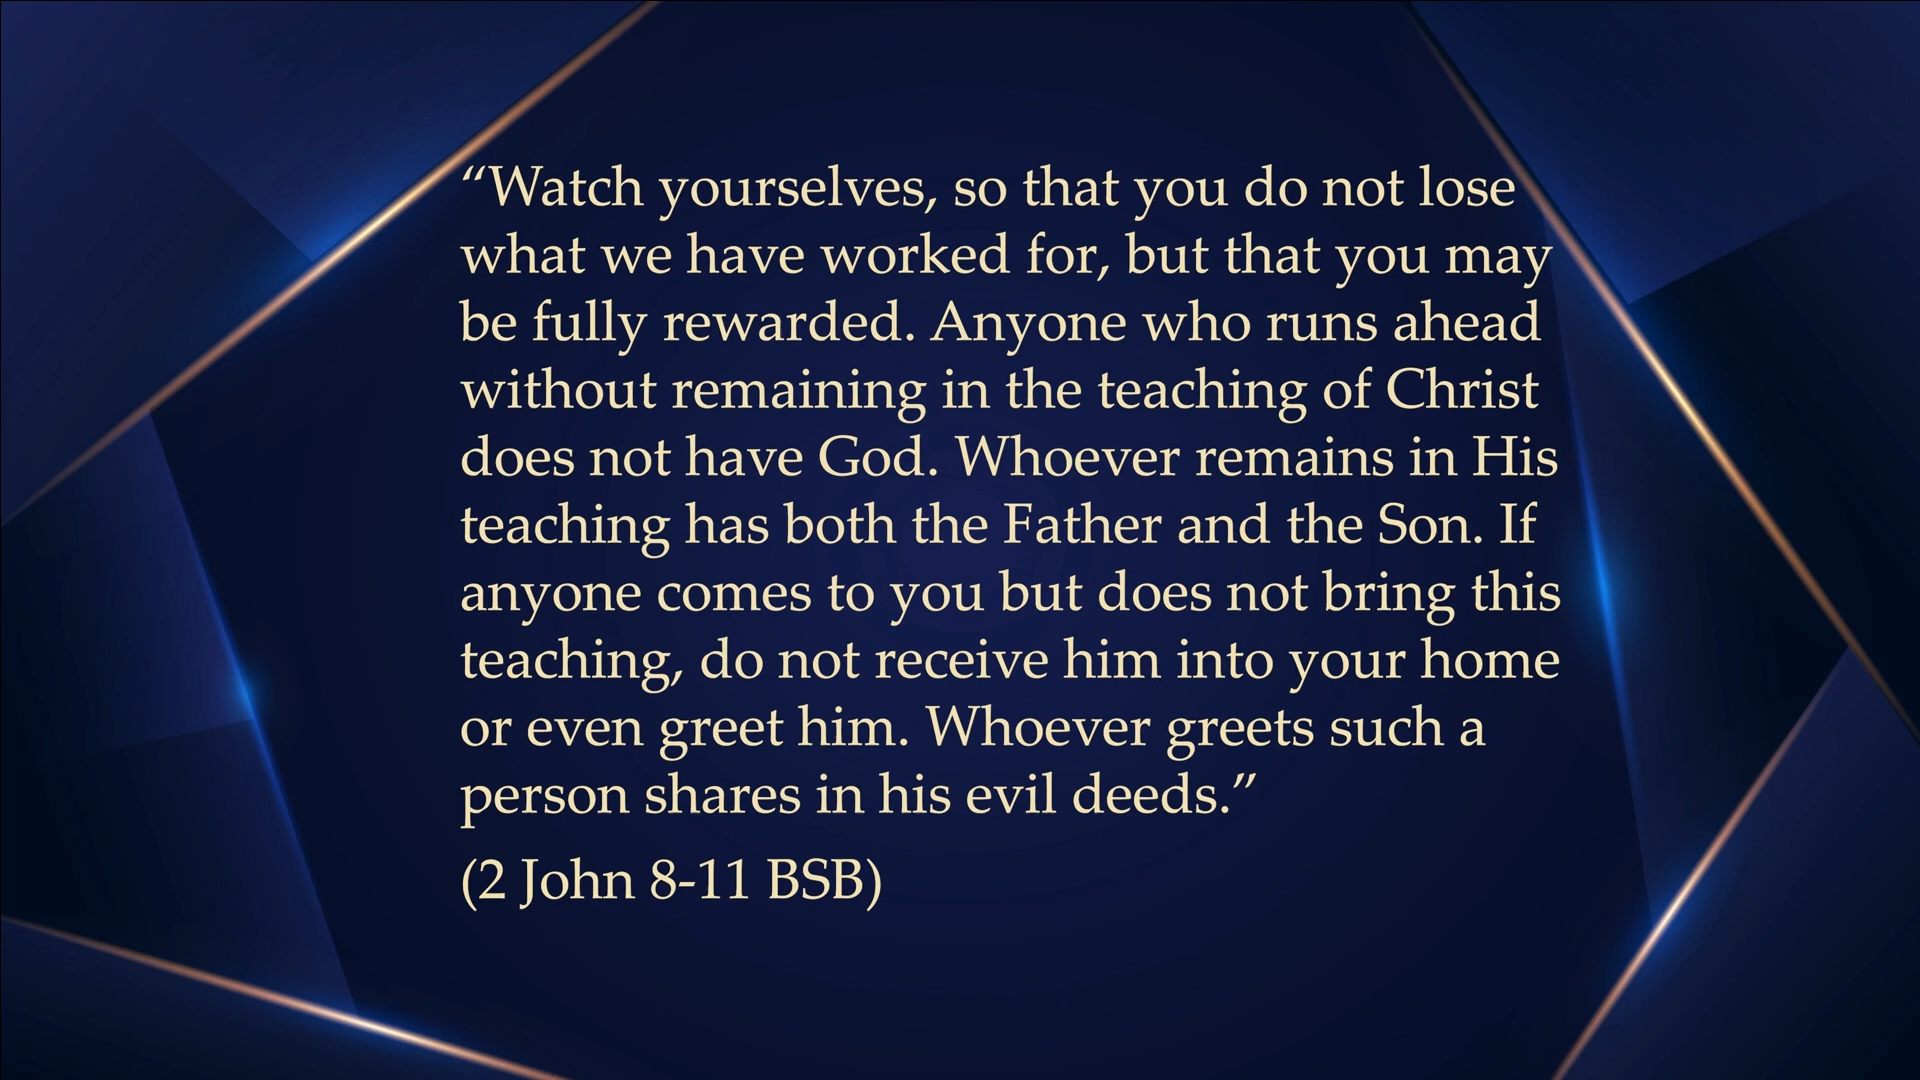 “Watch yourselves, so that you do not lose
what we have worked for, but that you may
be fully rewarded. Anyone who runs ahead
without remaining in the teaching of Christ
does not have God. Whoever remains in His
teaching has both the Father and the Son. If
anyone comes to you but does not bring this
teaching, do not receive him into your home
or even greet him. Whoever greets such a
person shares in his evil deeds.”
(2 John 8-11 BSB)